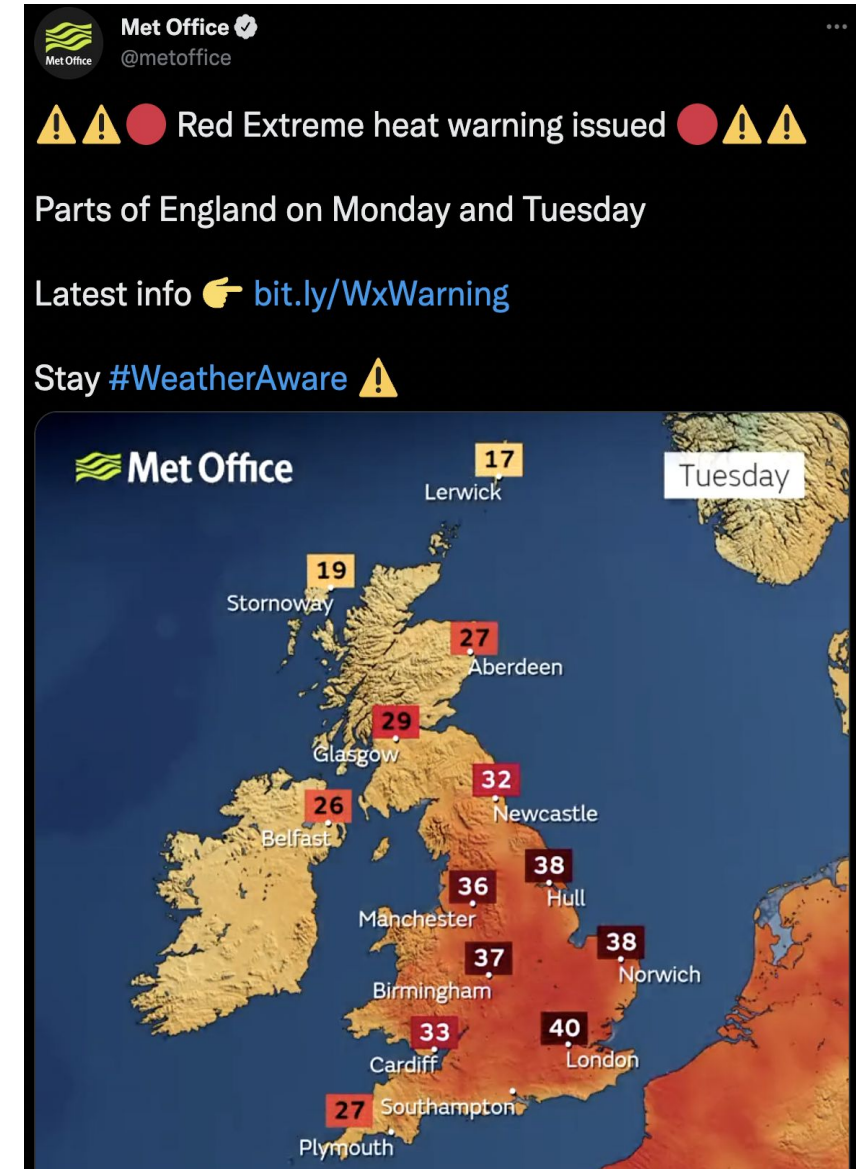 Met Office
@metoffice
Met Office
⚠️⚠️🔴 Red Extreme heat warning issued 🔴⚠️⚠️
Parts of England on Monday and Tuesday
Latest info 👉 bit.ly/WxWarning
Stay #WeatherAware ⚠️
Met Office
Tuesday
17
Lerwick
19
Stornoway
27
Aberdeen
29
Glasgow
32
Newcastle
26
Belfast
38
Hull
36
Manchester
38
Norwich
37
Birmingham
33
Cardiff
40
London
27
Southampton
Plymouth